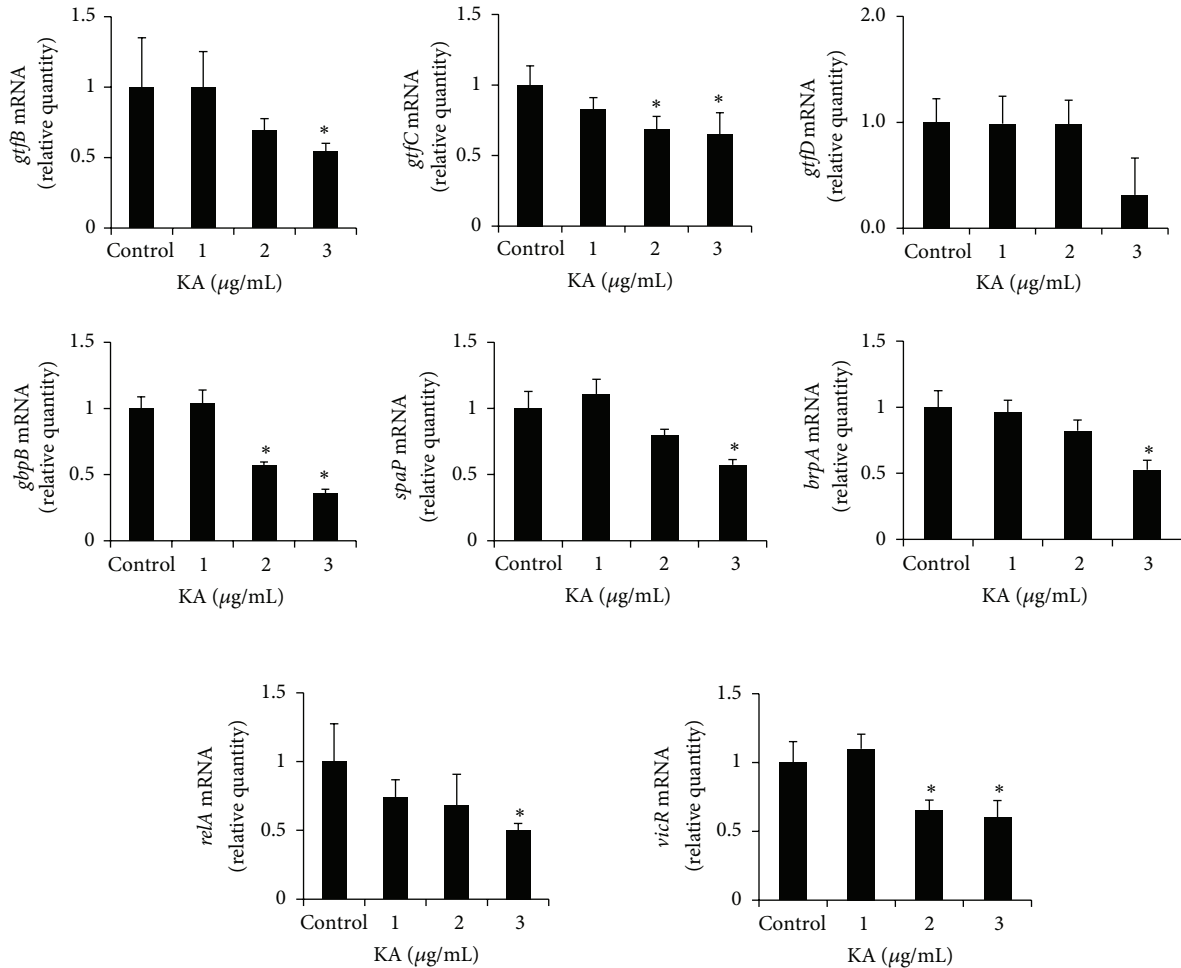 gtfB mRNA
(relative quantity)
1.5
1
0.5
0
*
Control 1 2 3
KA (µg/mL)
gtfC mRNA
(relative quantity)
1.5
1
0.5
0
* *
Control 1 2 3
KA (µg/mL)
gtfD mRNA
(relative quantity)
2.0
1.0
0.0
Control 1 2 3
KA (µg/mL)
gbpB mRNA
(relative quantity)
1.5
1
0.5
0
* *
Control 1 2 3
KA (µg/mL)
spaP mRNA
(relative quantity)
1.5
1
0.5
0
*
Control 1 2 3
KA (µg/mL)
brpA mRNA
(relative quantity)
1.5
1
0.5
0
*
Control 1 2 3
KA (µg/mL)
relA mRNA
(relative quantity)
1.5
1
0.5
0
*
Control 1 2 3
KA (µg/mL)
vicR mRNA
(relative quantity)
1.5
1
0.5
0
* *
Control 1 2 3
KA (µg/mL)